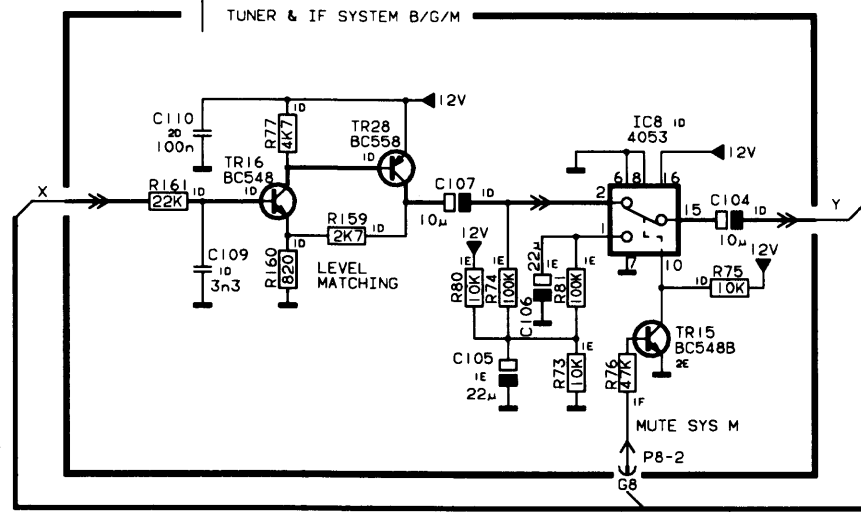 TUNER & IF SYSTEM B/G/M
C110
2D
100n
1D
R77
4K7
12V
TR28
BC558
1D
TR16
BC548
1D
X
R161
22K
1D
C109
1D
3n3
1D
R160
820
R159
2K7
1D
LEVEL
MATCHING
C107
10µ
1D
12V
1E
R80
10K
1E
R74
100K
22µ
1E
C106
1E
R81
100K
C105
1E
22µ
1E
R73
10K
IC8 1D
4053
6
8
16
12V
2
1
15
7
10
C104
10µ
1D
Y
12V
R75
1D
10K
TR15
BC548B
2E
R76
47K
1F
MUTE SYS M
P8-2
G8